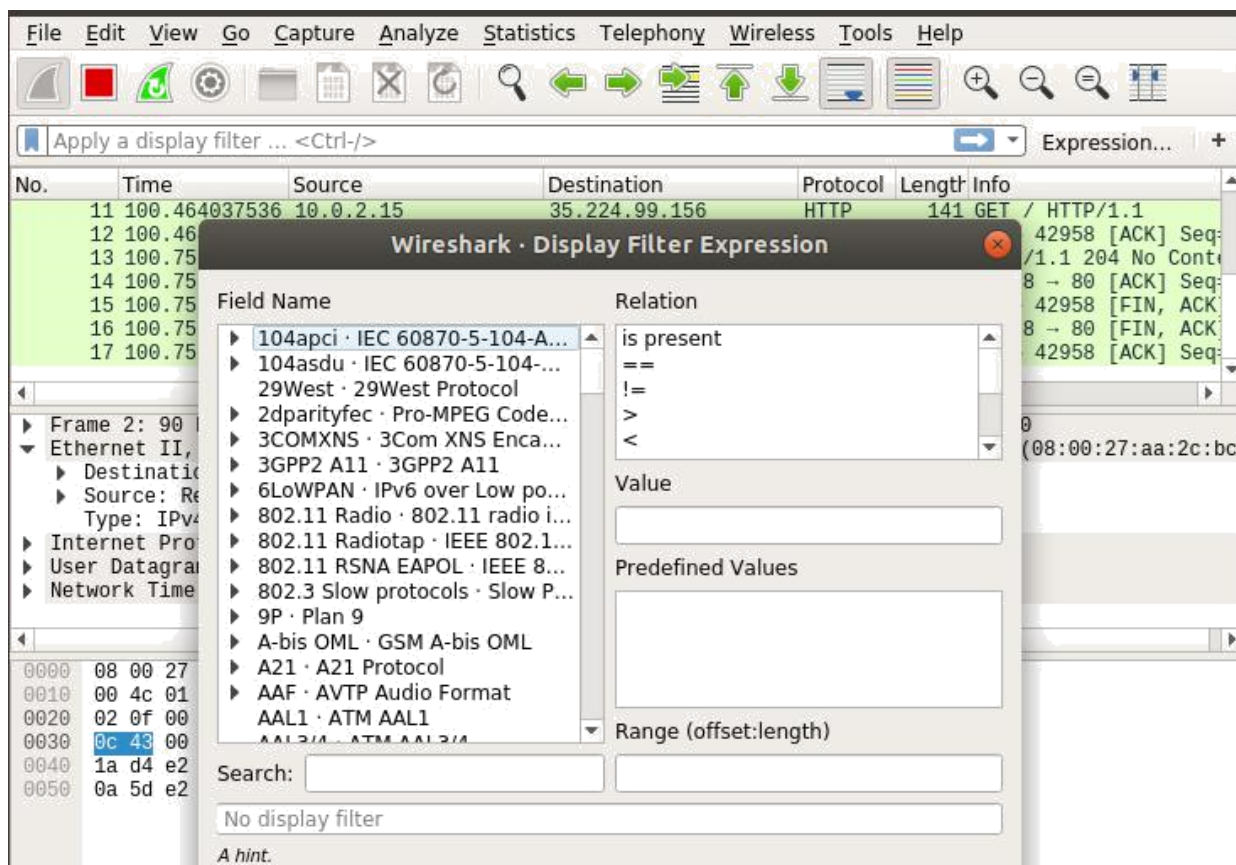 File Edit View Go Capture Analyze Statistics Telephony Wireless Tools Help
Apply a display filter ... <Ctrl-/>
Expression... +
No. Time Source Destination Protocol Length Info
11 100.464037536 10.0.2.15 35.224.99.156 HTTP 141 GET / HTTP/1.1
12 100.46 42958 [ACK] Seq=
13 100.75 /1.1 204 No Conte
14 100.75 8 → 80 [ACK] Seq=
15 100.75 42958 [FIN, ACK]
16 100.75 8 → 80 [FIN, ACK]
17 100.75 42958 [ACK] Seq=
Wireshark · Display Filter Expression
Field Name
104apci · IEC 60870-5-104-A...
104asdu · IEC 60870-5-104-...
29West · 29West Protocol
2dparityfec · Pro-MPEG Code...
3COMXNS · 3Com XNS Enca...
3GPP2 A11 · 3GPP2 A11
6LoWPAN · IPv6 over Low po...
802.11 Radio · 802.11 radio i...
802.11 Radiotap · IEEE 802.1...
802.11 RSNA EAPOL · IEEE 8...
802.3 Slow protocols · Slow P...
9P · Plan 9
A-bis OML · GSM A-bis OML
A21 · A21 Protocol
AAF · AVTP Audio Format
AAL1 · ATM AAL1
AAL3/4 · ATM AAL3/4
Search:
Relation
is present
==
!=
>
<
Value
Predefined Values
Range (offset:length)
No display filter
A hint.
Frame 2: 90
Ethernet II, (08:00:27:aa:2c:bc
Destinatio
Source: Re
Type: IPv4
Internet Pro
User Datagra
Network Time
0000 08 00 27
0010 00 4c 01
0020 02 0f 00
0030 0c 43 00
0040 1a d4 e2
0050 0a 5d e2